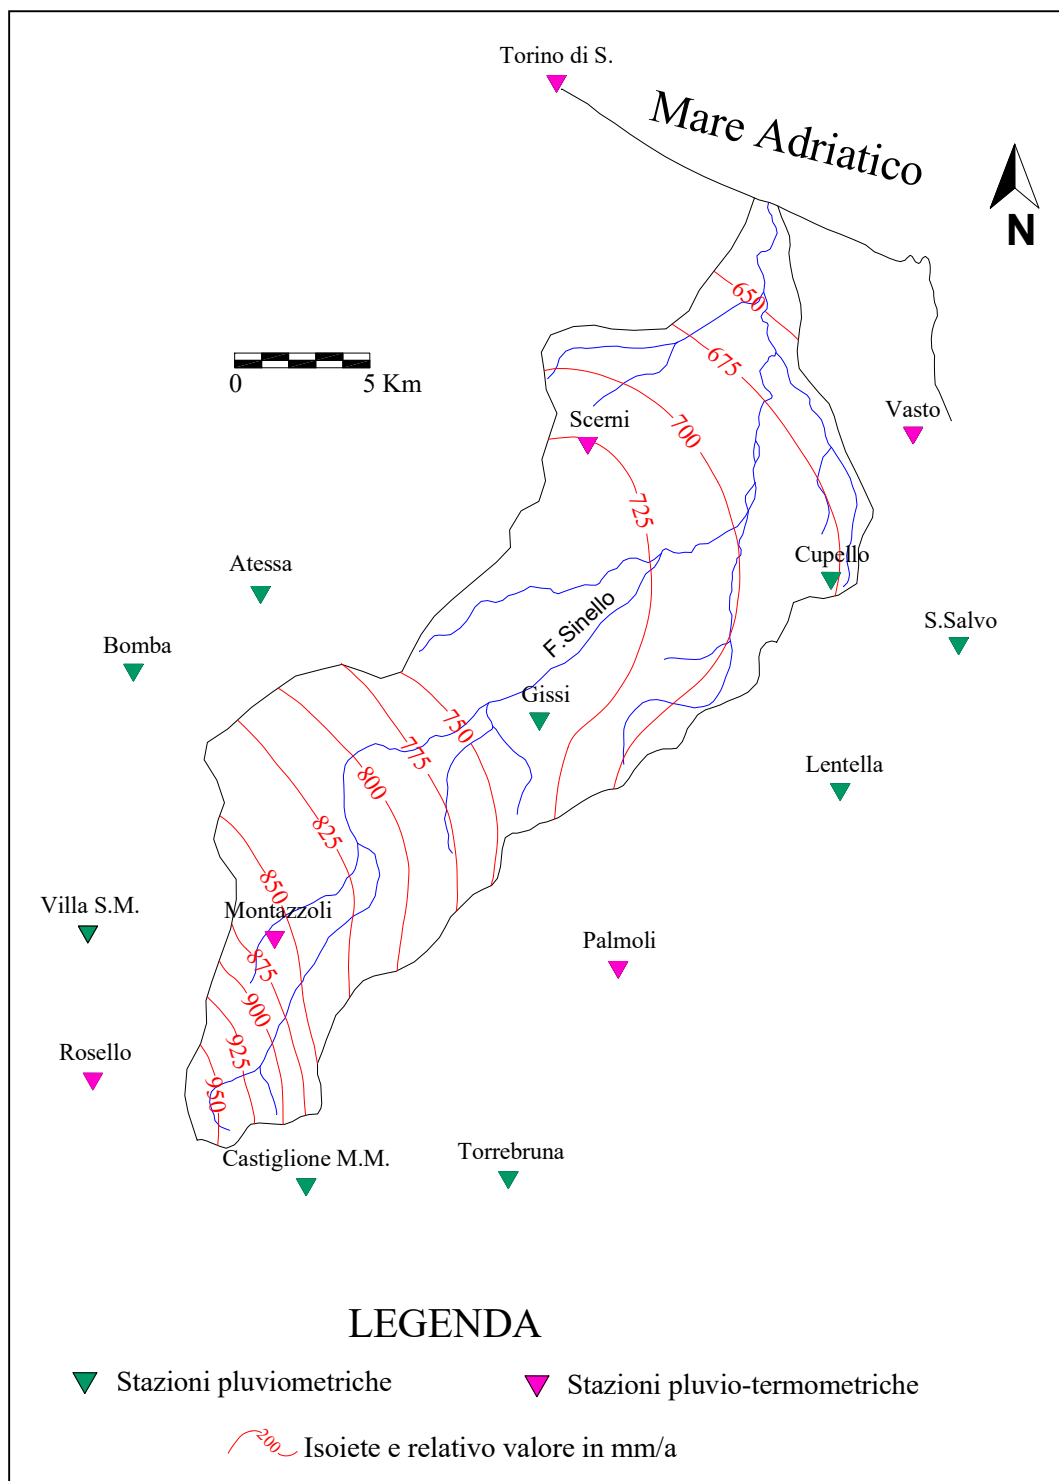 Torino di S.
Mare Adriatico
N
650
675
0 5 Km
Scerni
700
Vasto
725
Atessa
Cupello
F.Sinello
S.Salvo
Bomba
Gissi
750
775
800
Lentella
825
850
Villa S.M.
Montazzoli
Palmoli
875
900
925
Rosello
950
Castiglione M.M.
Torrebruna
LEGENDA
Stazioni pluviometriche
Stazioni pluvio-termometriche
200
Isoiete e relativo valore in mm/a